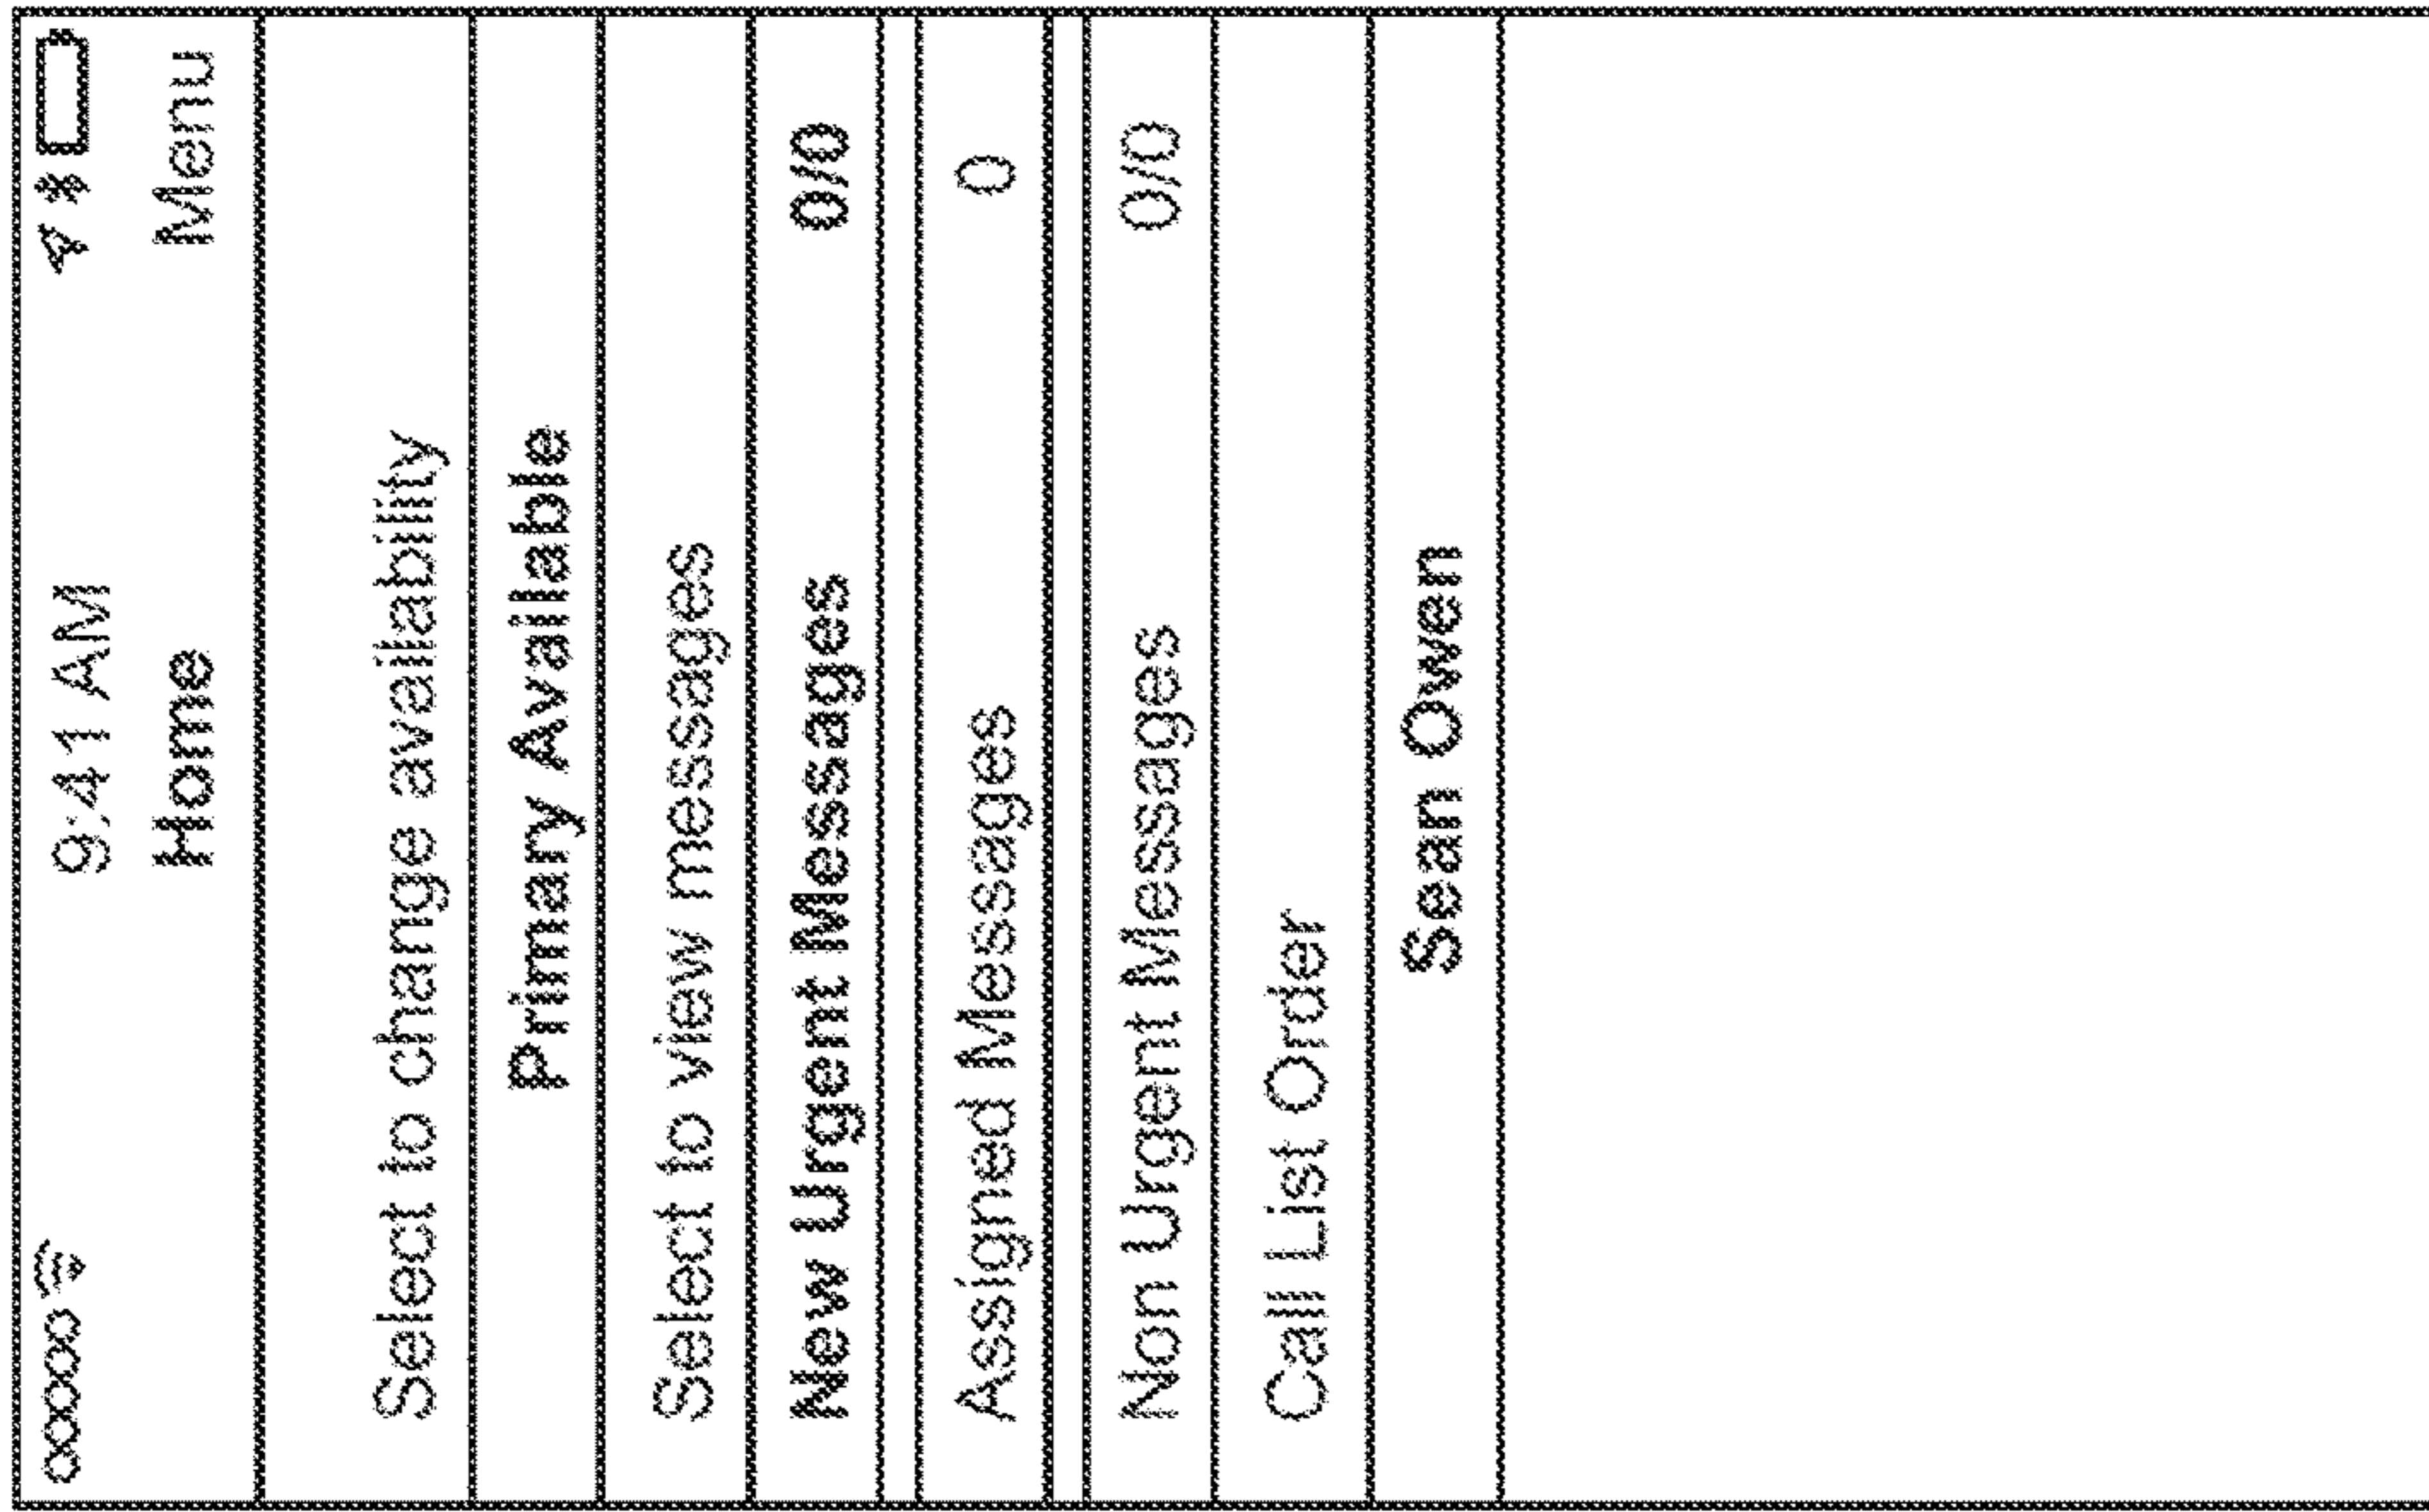 9:41 AM
Home Menu
Select to change availability
Primary Available
Select to view messages
New Urgent Messages 0/0
Assigned Messages 0
Non Urgent Messages 0/0
Call List Order
Sean Owen